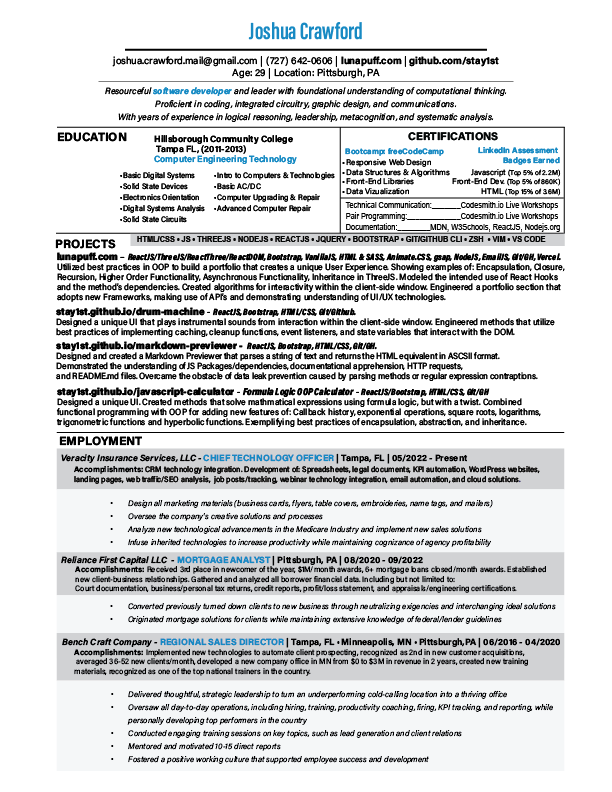 Joshua Crawford
joshua.crawford.mail@gmail.com | (727) 642-0606 | lunapuff.com | github.com/stay1st
Age: 29 | Location: Pittsburgh, PA
Resourceful software developer and leader with foundational understanding of computational thinking.
Proficient in coding, integrated circuitry, graphic design, and communications.
With years of experience in logical reasoning, leadership, metacognition, and systematic analysis.
EDUCATION
Hillsborough Community College
Tampa FL, (2011-2013)
Computer Engineering Technology
•Basic Digital Systems
•Solid State Devices
•Electronics Orientation
•Digital Systems Analysis
•Solid State Circuits
•Intro to Computers & Technologies
•Basic AC/DC
•Computer Upgrading & Repair
•Advanced Computer Repair
CERTIFICATIONS
Bootcamp: freeCodeCamp
•Responsive Web Design
•Data Structures & Algorithms
•Front-End Libraries
•Data Vizualization
LinkedIn Assessment
Badges Earned
Javascript (Top 5% of 2.2M)
Front-End Dev. (Top 5% of 860K)
HTML (Top 15% of 3.6M)
Technical Communication:_______Codesmith.io Live Workshops
Pair Programming:_____________Codesmith.io Live Workshops
Documentation:________MDN, W3Schools, ReactJS, Nodejs.org
HTML/CSS • JS • THREEJS • NODEJS • REACTJS • JQUERY • BOOTSTRAP • GIT/GITHUB CLI • ZSH • VIM • VS CODE
PROJECTS
lunapuff.com - ReactJS/ThreeJS/ReactThree/ReactDOM, Bootstrap, VanillaJS, HTML & SASS, Animate.CSS, gsap, NodeJS, EmailJS, Git/GH, Vercel.
Utilized best practices in OOP to build a portfolio that creates a unique User Experience. Showing examples of: Encapsulation, Closure,
Recursion, Higher Order Functionality, Asynchronous Functionality, Inheritance in ThreeJS. Modeled the intended use of React Hooks
and the method's dependencies. Created algorithms for interactivity within the client-side window. Engineered a portfolio section that
adopts new Frameworks, making use of API's and demonstrating understanding of UI/UX technologies.
stay1st.github.io/drum-machine - ReactJS, Bootstrap, HTML/CSS, Git/Github.
Designed a unique UI that plays instrumental sounds from interaction within the client-side window. Engineered methods that utilize
best practices of implementing caching, cleanup functions, event listeners, and state variables that interact with the DOM.
stay1st.github.io/markdown-previewer - ReactJS, Bootstrap, HTML/CSS, Git/GH.
Designed and created a Markdown Previewer that parses a string of text and returns the HTML equivalent in ASCSII format.
Demonstrated the understanding of JS Packages/dependencies, documentational apprehension, HTTP requests,
and README.md files. Overcame the obstacle of data leak prevention caused by parsing methods or regular expression contraptions.
stay1st.github.io/javascript-calculator - Formula Logic OOP Calculator - ReactJS/Bootstrap, HTML/CSS, Git/GH
Designed a unique UI. Created methods that solve mathmatical expressions using formula logic, but with a twist. Combined
functional programming with OOP for adding new features of: Callback history, exponential operations, square roots, logarithms,
trigonometric functions and hyperbolic functions. Exemplifying best practices of encapsulation, abstraction, and inheritance.
EMPLOYMENT
Veracity Insurance Services, LLC - CHIEF TECHNOLOGY OFFICER | Tampa, FL | 05/2022 - Present
Accomplishments: CRM technology integration. Development of: Spreadsheets, legal documents, KPI automation, WordPress websites,
landing pages, web traffic/SEO analysis, job posts/tracking, webinar technology integration, email automation, and cloud solutions.
• Design all marketing materials (business cards, flyers, table covers, embroideries, name tags, and mailers)
• Oversee the company's creative solutions and processes
• Analyze new technological advancements in the Medicare Industry and implement new sales solutions
• Infuse inherited technologies to increase productivity while maintaining cognizance of agency profitability
Reliance First Capital LLC - MORTGAGE ANALYST | Pittsburgh, PA | 08/2020 - 09/2022
Accomplishments: Received 3rd place in newcomer of the year, $1M/month awards, 6+ mortgage loans closed/month awards. Established
new client-business relationships. Gathered and analyzed all borrower financial data. Including but not limited to:
Court documentation, business/personal tax returns, credit reports, profit/loss statement, and appraisals/engineering certifications.
• Converted previously turned down clients to new business through neutralizing exigencies and interchanging ideal solutions
• Originated mortgage solutions for clients while maintaining extensive knowledge of federal/lender guidelines
Bench Craft Company - REGIONAL SALES DIRECTOR | Tampa, FL • Minneapolis, MN • Pittsburgh,PA | 06/2016 - 04/2020
Accomplishments: Implemented new technologies to automate client prospecting, recognized as 2nd in new customer acquisitions,
averaged 36-52 new clients/month, developed a new company office in MN from $0 to $3M in revenue in 2 years, created new training
materials, recognized as one of the top national trainers in the country.
• Delivered thoughtful, strategic leadership to turn an underperforming cold-calling location into a thriving office
• Oversaw all day-to-day operations, including hiring, training, productivity coaching, firing, KPI tracking, and reporting, while
personally developing top performers in the country
• Conducted engaging training sessions on key topics, such as lead generation and client relations
• Mentored and motivated 10-15 direct reports
• Fostered a positive working culture that supported employee success and development